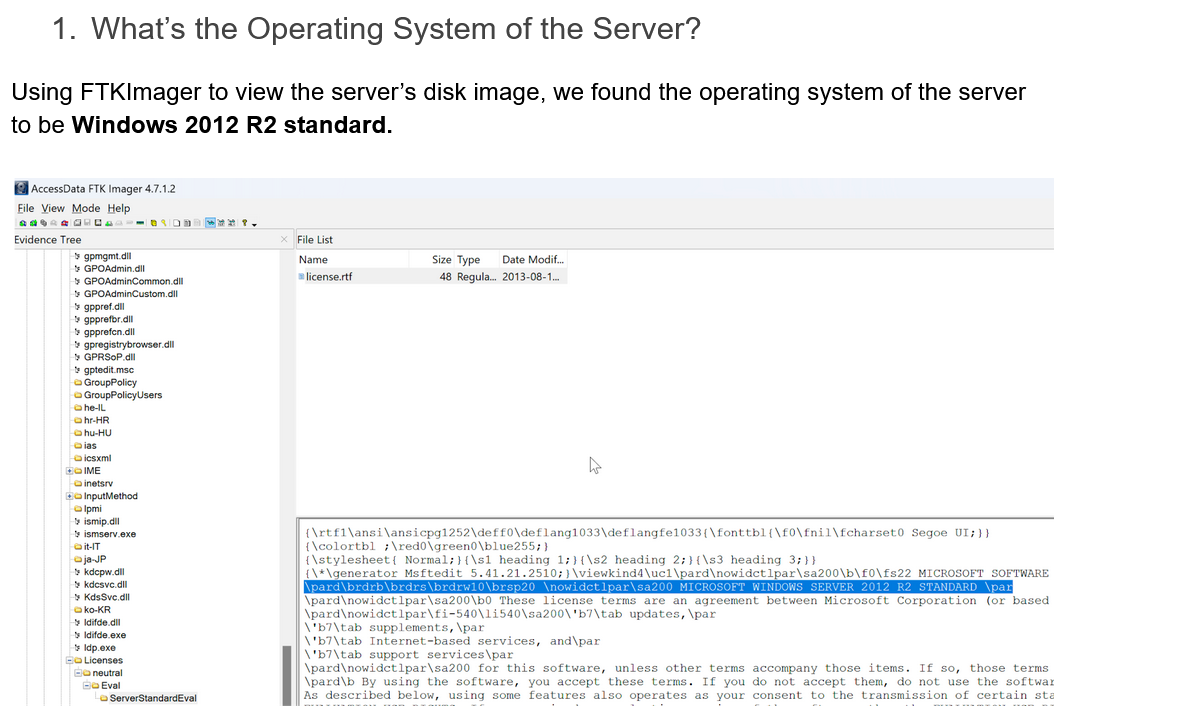 1. What’s the Operating System of the Server?
Using FTKImager to view the server’s disk image, we found the operating system of the server
to be Windows 2012 R2 standard.
AccessData FTK Imager 4.7.1.2
File View Mode Help
Evidence Tree
gpmgmt.dll
GPOAdmin.dll
GPOAdminCommon.dll
GPOAdminCustom.dll
gppref.dll
gpprefbr.dll
gpprefcn.dll
gpregistrybrowser.dll
GPRSoP.dll
gptedit.msc
GroupPolicy
GroupPolicyUsers
he-IL
hr-HR
hu-HU
ias
icsxml
IME
inetsrv
InputMethod
Ipmi
ismip.dll
ismserv.exe
it-IT
ja-JP
kdcpw.dll
kdcsvc.dll
KdsSvc.dll
ko-KR
ldifde.dll
ldifde.exe
ldp.exe
Licenses
neutral
Eval
ServerStandardEval
File List
Name Size Type Date Modif...
license.rtf 48 Regula... 2013-08-1...
{\rtf1\ansi\ansicpg1252\deff0\deflang1033\deflangfe1033{\fonttbl{\f0\fnil\fcharset0 Segoe UI;}}
{\colortbl ;\red0\green0\blue255;}
{\stylesheet{ Normal;}{\s1 heading 1;}{\s2 heading 2;}{\s3 heading 3;}}
{\*\generator Msftedit 5.41.21.2510;}\viewkind4\uc1\pard\nowidctlpar\sa200\b\f0\fs22 MICROSOFT SOFTWARE
\pard\brdrb\brdrs\brdrw10\brsp20 \nowidctlpar\sa200 MICROSOFT WINDOWS SERVER 2012 R2 STANDARD \par
\pard\nowidctlpar\sa200\b0 These license terms are an agreement between Microsoft Corporation (or based
\pard\nowidctlpar\fi-540\li540\sa200\'b7\tab updates,\par
\'b7\tab supplements,\par
\'b7\tab Internet-based services, and\par
\'b7\tab support services\par
\pard\nowidctlpar\sa200 for this software, unless other terms accompany those items. If so, those terms
\pard\b By using the software, you accept these terms. If you do not accept them, do not use the softwar
As described below, using some features also operates as your consent to the transmission of certain sta